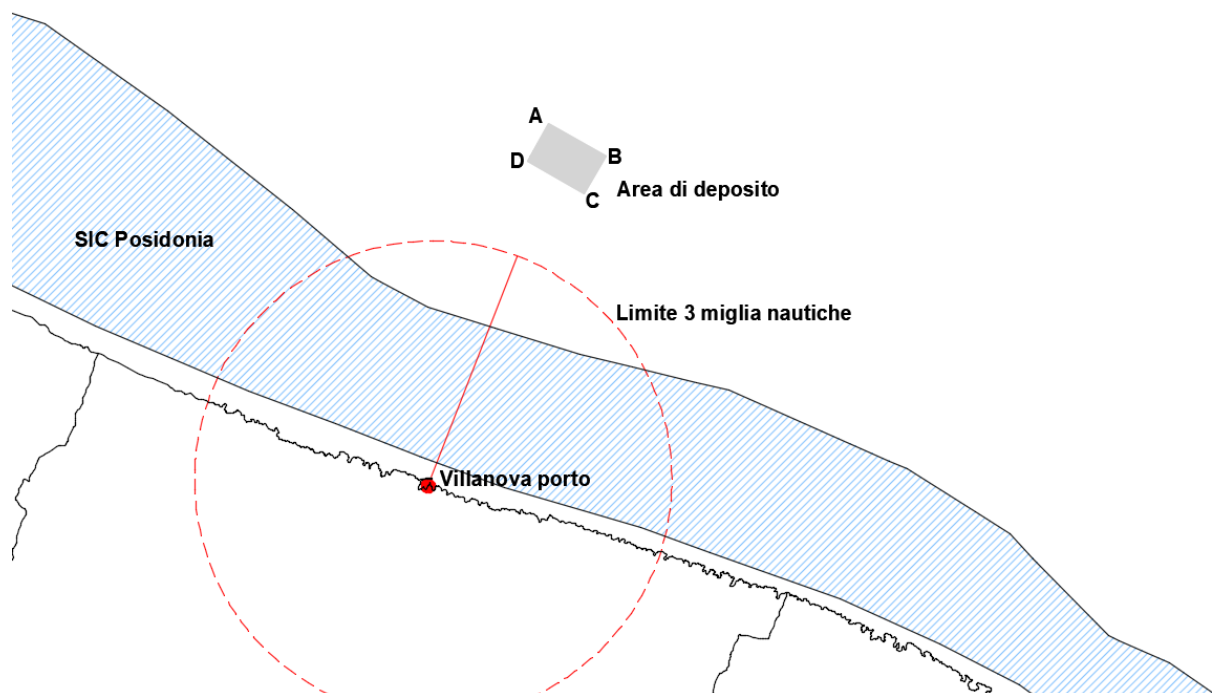 A
B
D
Area di deposito
C
SIC Posidonia
Limite 3 miglia nautiche
Villanova porto